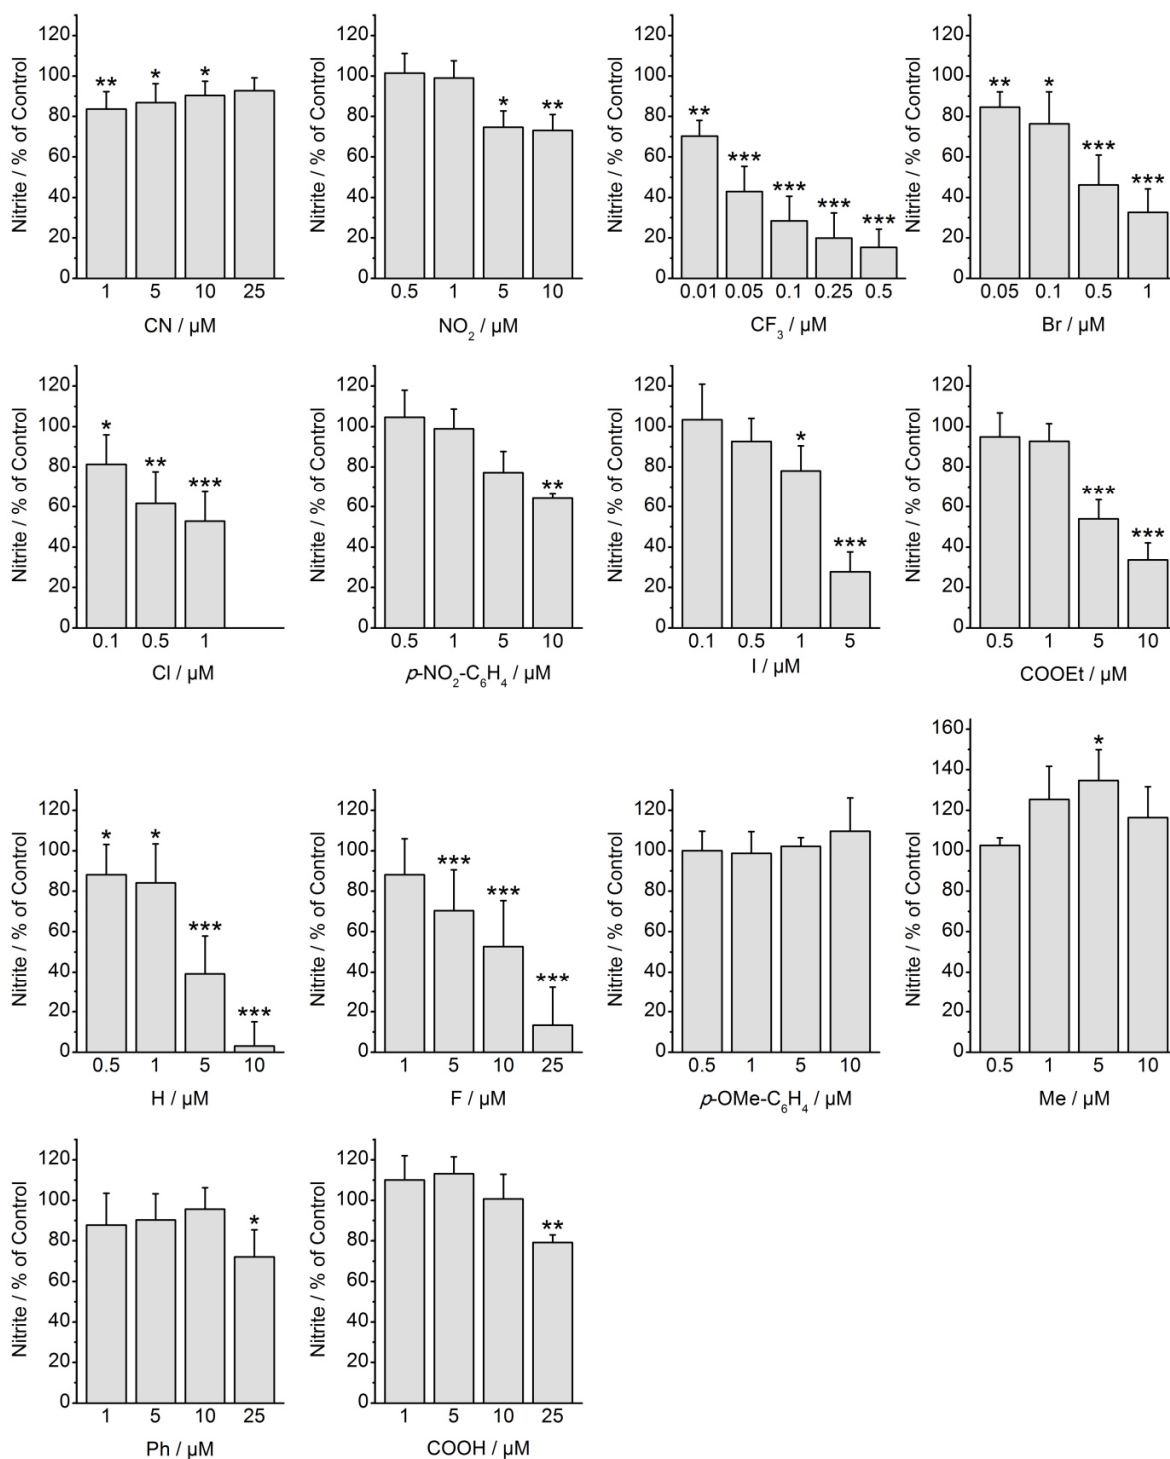 Nitrite / % of Control
120
100
80
60
40
20
0
** * *
1 5 10 25
CN / µM
Nitrite / % of Control
120
100
80
60
40
20
0
* **
0.5 1 5 10
NO₂ / µM
Nitrite / % of Control
120
100
80
60
40
20
0
** *** *** *** ***
0.01 0.05 0.1 0.25 0.5
CF₃ / µM
Nitrite / % of Control
120
100
80
60
40
20
0
** * *** ***
0.05 0.1 0.5 1
Br / µM
Nitrite / % of Control
120
100
80
60
40
20
0
* ** ***
0.1 0.5 1
Cl / µM
Nitrite / % of Control
120
100
80
60
40
20
0
**
0.5 1 5 10
p-NO₂-C₆H₄ / µM
Nitrite / % of Control
120
100
80
60
40
20
0
* ***
0.1 0.5 1 5
I / µM
Nitrite / % of Control
120
100
80
60
40
20
0
*** ***
0.5 1 5 10
COOEt / µM
Nitrite / % of Control
120
100
80
60
40
20
0
* * *** ***
0.5 1 5 10
H / µM
Nitrite / % of Control
120
100
80
60
40
20
0
*** *** ***
1 5 10 25
F / µM
Nitrite / % of Control
120
100
80
60
40
20
0
0.5 1 5 10
p-OMe-C₆H₄ / µM
Nitrite / % of Control
160
140
120
100
80
60
40
20
0
*
0.5 1 5 10
Me / µM
Nitrite / % of Control
120
100
80
60
40
20
0
*
1 5 10 25
Ph / µM
Nitrite / % of Control
120
100
80
60
40
20
0
**
1 5 10 25
COOH / µM